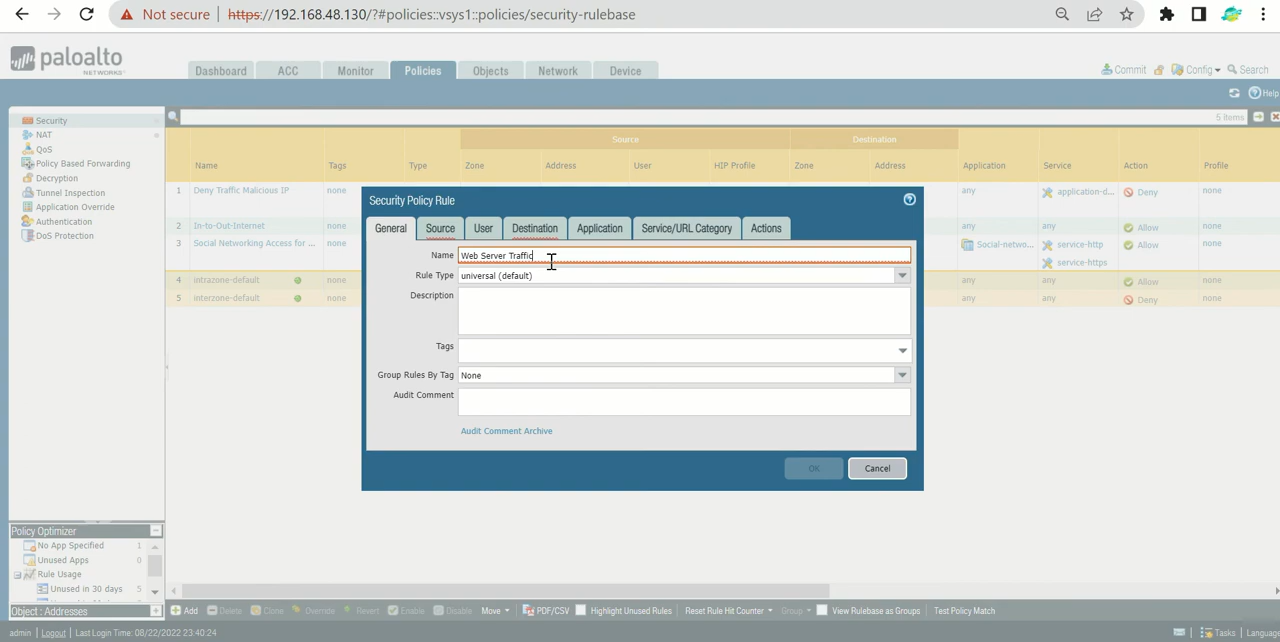 Not secure https://192.168.48.130/?#policies::vsys1::policies/security-rulebase
paloalto
NETWORKS
Dashboard ACC Monitor Policies Objects Network Device
Commit Config Search
Help
Security
NAT
QoS
Policy Based Forwarding
Decryption
Tunnel Inspection
Application Override
Authentication
DoS Protection
5 items
Source Destination
Name Tags Type Zone Address User HIP Profile Zone Address Application Service Action Profile
1 Deny Traffic Malicious IP none any application-d... Deny none
2 In-to-Out-Internet none any any Allow none
3 Social Networking Access for ... none Social-netwo... service-http Allow none
service-https
4 intrazone-default none any any Allow none
5 interzone-default none any any Deny none
Security Policy Rule
General Source User Destination Application Service/URL Category Actions
Name Web Server Traffic
Rule Type universal (default)
Description
Tags
Group Rules By Tag None
Audit Comment
Audit Comment Archive
OK Cancel
Policy Optimizer
No App Specified 1
Unused Apps 0
Rule Usage
Unused in 30 days 5
Object : Addresses
Add Delete Clone Override Revert Enable Disable Move PDF/CSV Highlight Unused Rules Reset Rule Hit Counter Group View Rulebase as Groups Test Policy Match
admin Logout Last Login Time: 08/22/2022 23:40:24
Tasks Language